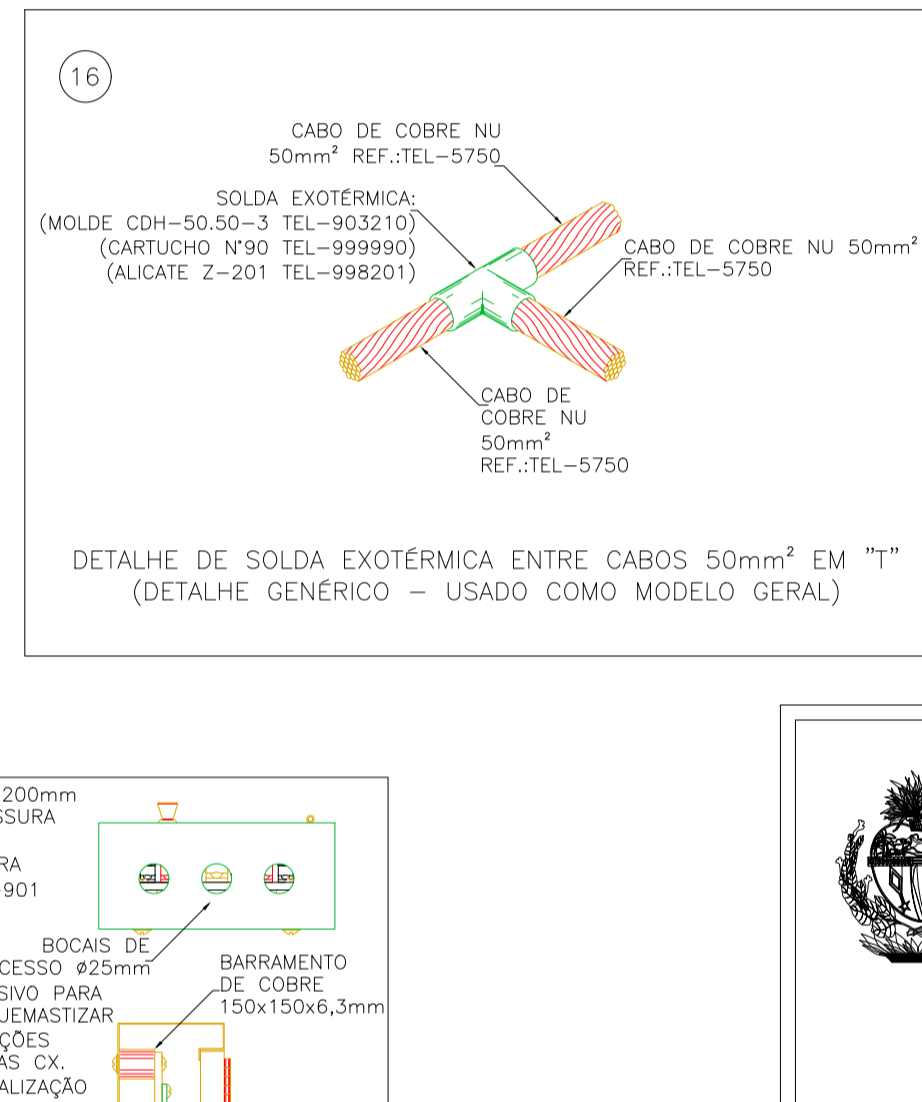 16
CABO DE COBRE NU
50mm² REF.:TEL-5750
SOLDA EXOTÉRMICA:
(MOLDE CDH-50.50-3 TEL-903210)
(CARTUCHO N°90 TEL-999990)
(ALICATE Z-201 TEL-998201)
CABO DE COBRE NU 50mm²
REF.:TEL-5750
CABO DE
COBRE NU
50mm²
REF.:TEL-5750
DETALHE DE SOLDA EXOTÉRMICA ENTRE CABOS 50mm² EM "T"
(DETALHE GENÉRICO - USADO COMO MODELO GERAL)
200mm
SSURA
RA
901
BOCAIS DE
CESSO ø25mm
SIVO PARA
UEMASTIZAR
ÇÕES
AS CX.
ALIZAÇÃO
BARRAMENTO
DE COBRE
150x150x6,3mm